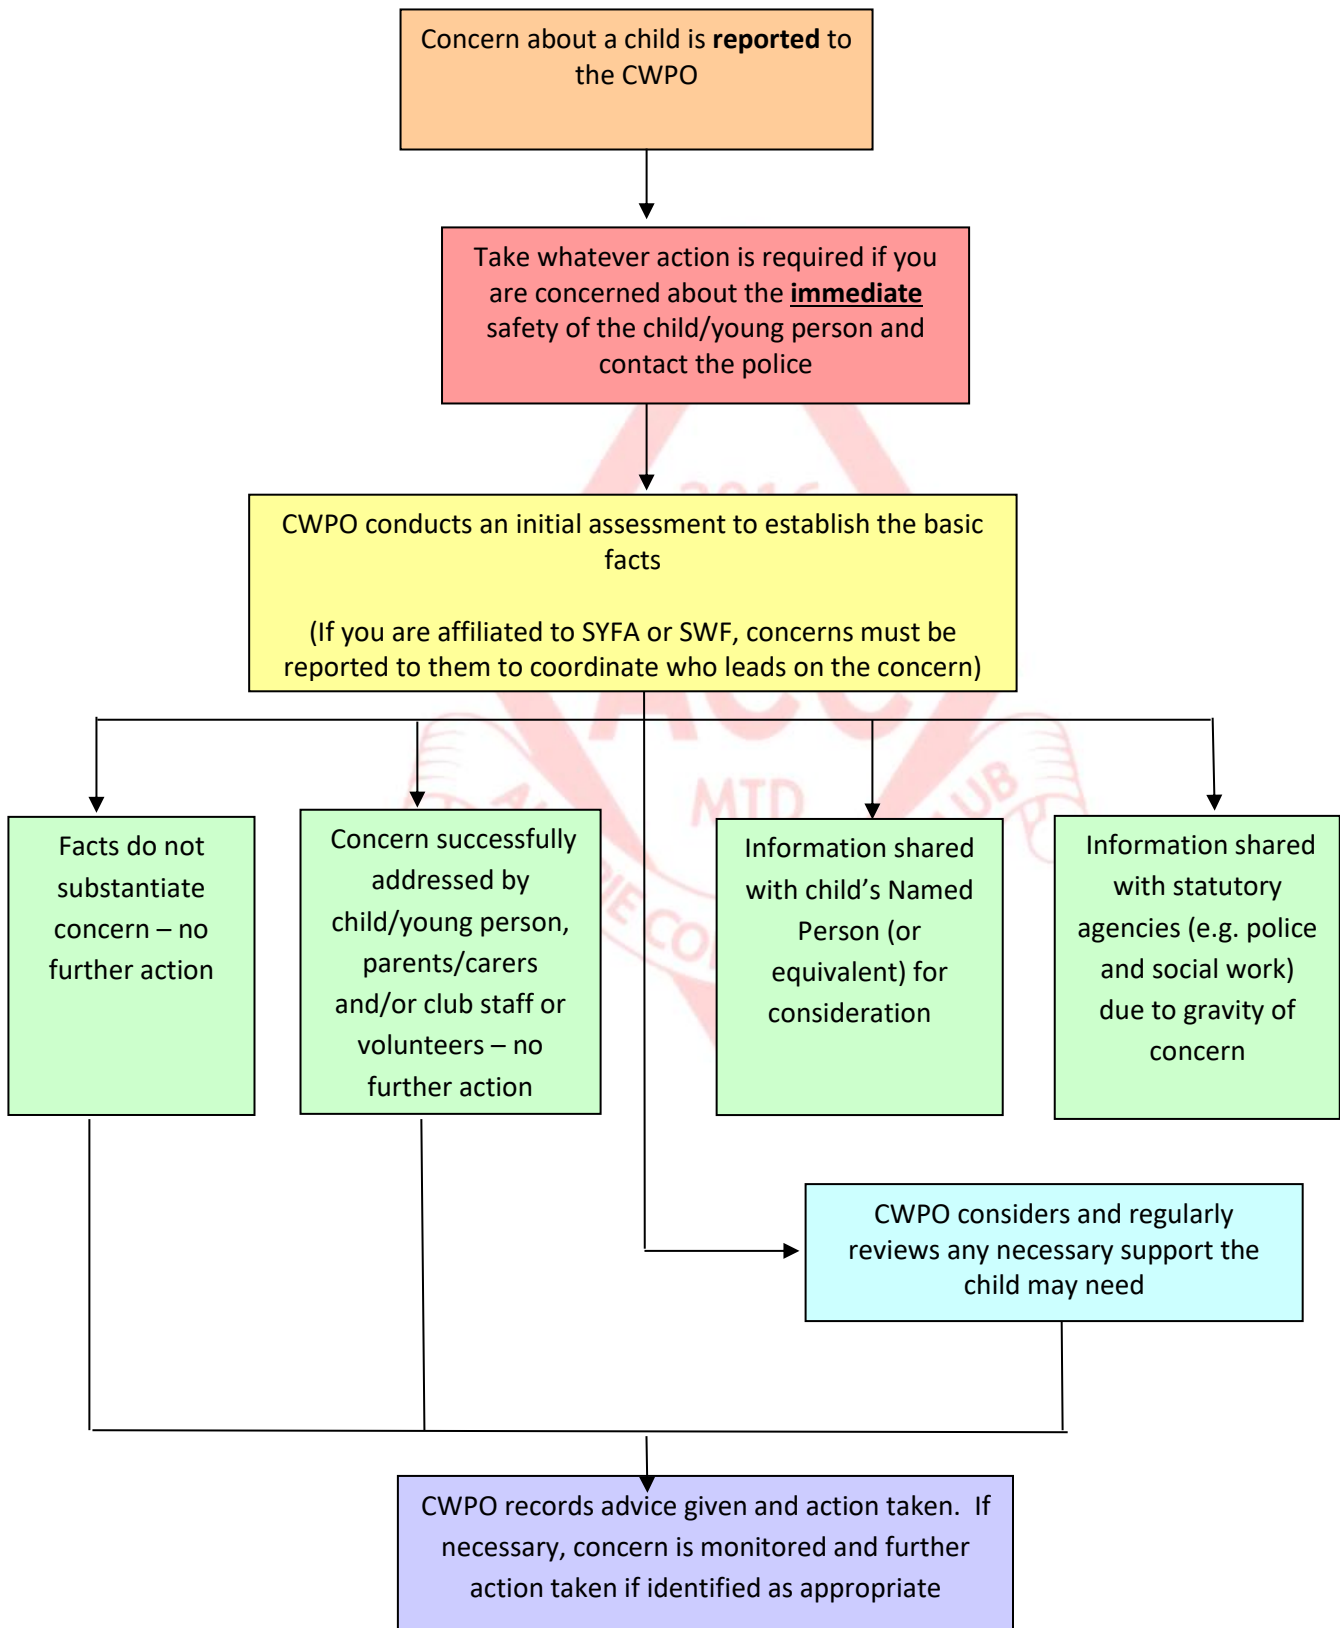 Concern about a child is reported to
the CWPO
Take whatever action is required if you
are concerned about the immediate
safety of the child/young person and
contact the police
2016
CWPO conducts an initial assessment to establish the basic
facts
(If you are affiliated to SYFA or SWF, concerns must be
reported to them to coordinate who leads on the concern)
ACC
MTD
Facts do not
substantiate
concern – no
further action
Concern successfully
addressed by
child/young person,
parents/carers
and/or club staff or
volunteers – no
further action
Information shared
with child’s Named
Person (or
equivalent) for
consideration
Information shared
with statutory
agencies (e.g. police
and social work)
due to gravity of
concern
CWPO considers and regularly
reviews any necessary support the
child may need
CWPO records advice given and action taken.  If
necessary, concern is monitored and further
action taken if identified as appropriate